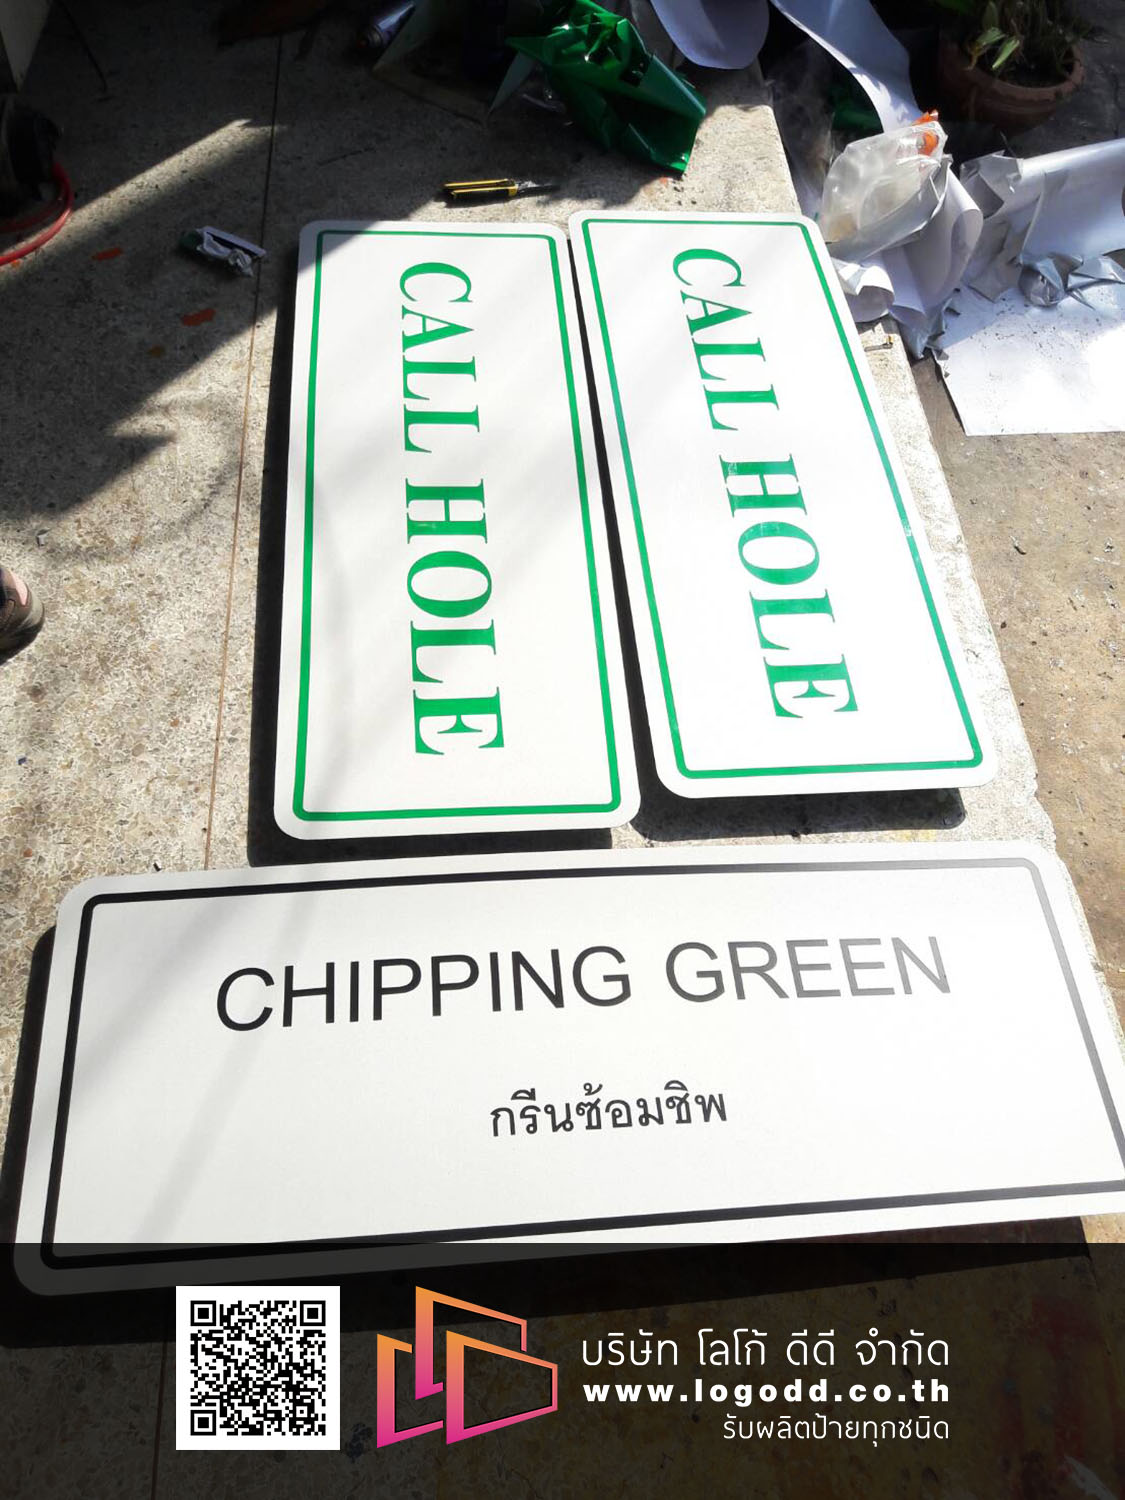 CALL HOLE
CALL HOLE
CHIPPING GREEN
กรีนซ้อมชิพ
บริษัท โลโก้ ดีดี จำกัด
www.logodd.co.th
รับผลิตป้ายทุกชนิด